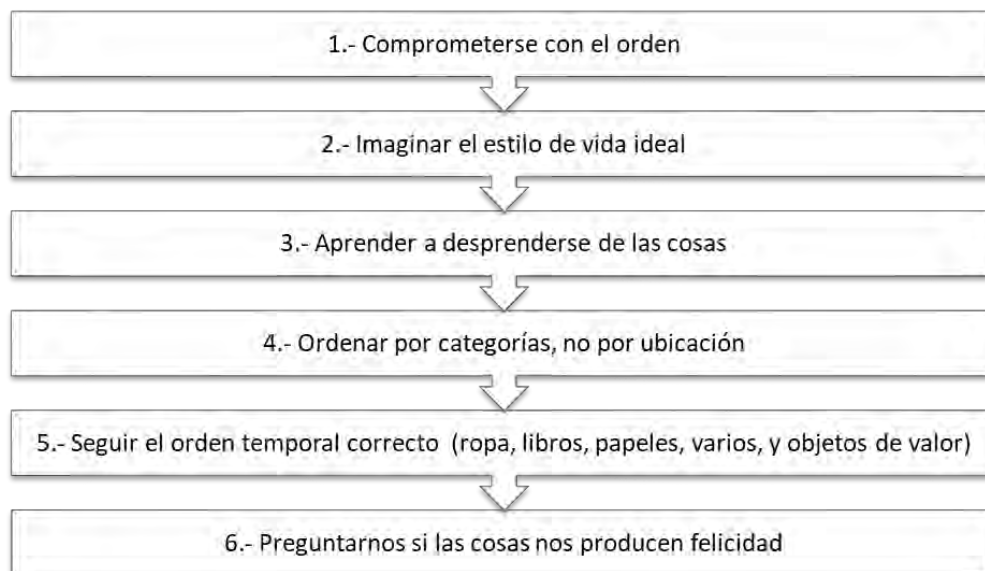 1.- Comprometerse con el orden
2.- Imaginar el estilo de vida ideal
3.- Aprender a desprenderse de las cosas
4.- Ordenar por categorías, no por ubicación
5.- Seguir el orden temporal correcto (ropa, libros, papeles, varios, y objetos de valor)
6.- Preguntarnos si las cosas nos producen felicidad